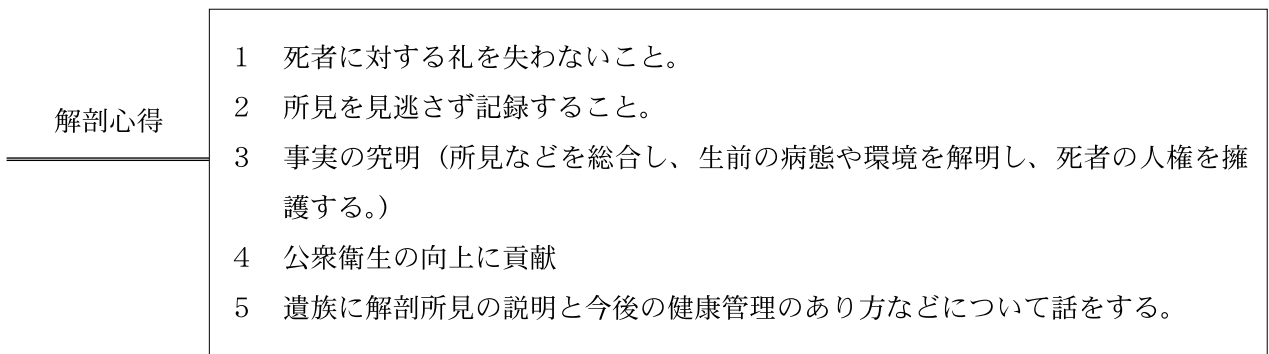 解剖心得
1 死者に対する礼を失わないこと。
2 所見を見逃さず記録すること。
3 事実の究明（所見などを総合し、生前の病態や環境を解明し、死者の人権を擁
護する。）
4 公衆衛生の向上に貢献
5 遺族に解剖所見の説明と今後の健康管理のあり方などについて話をする。